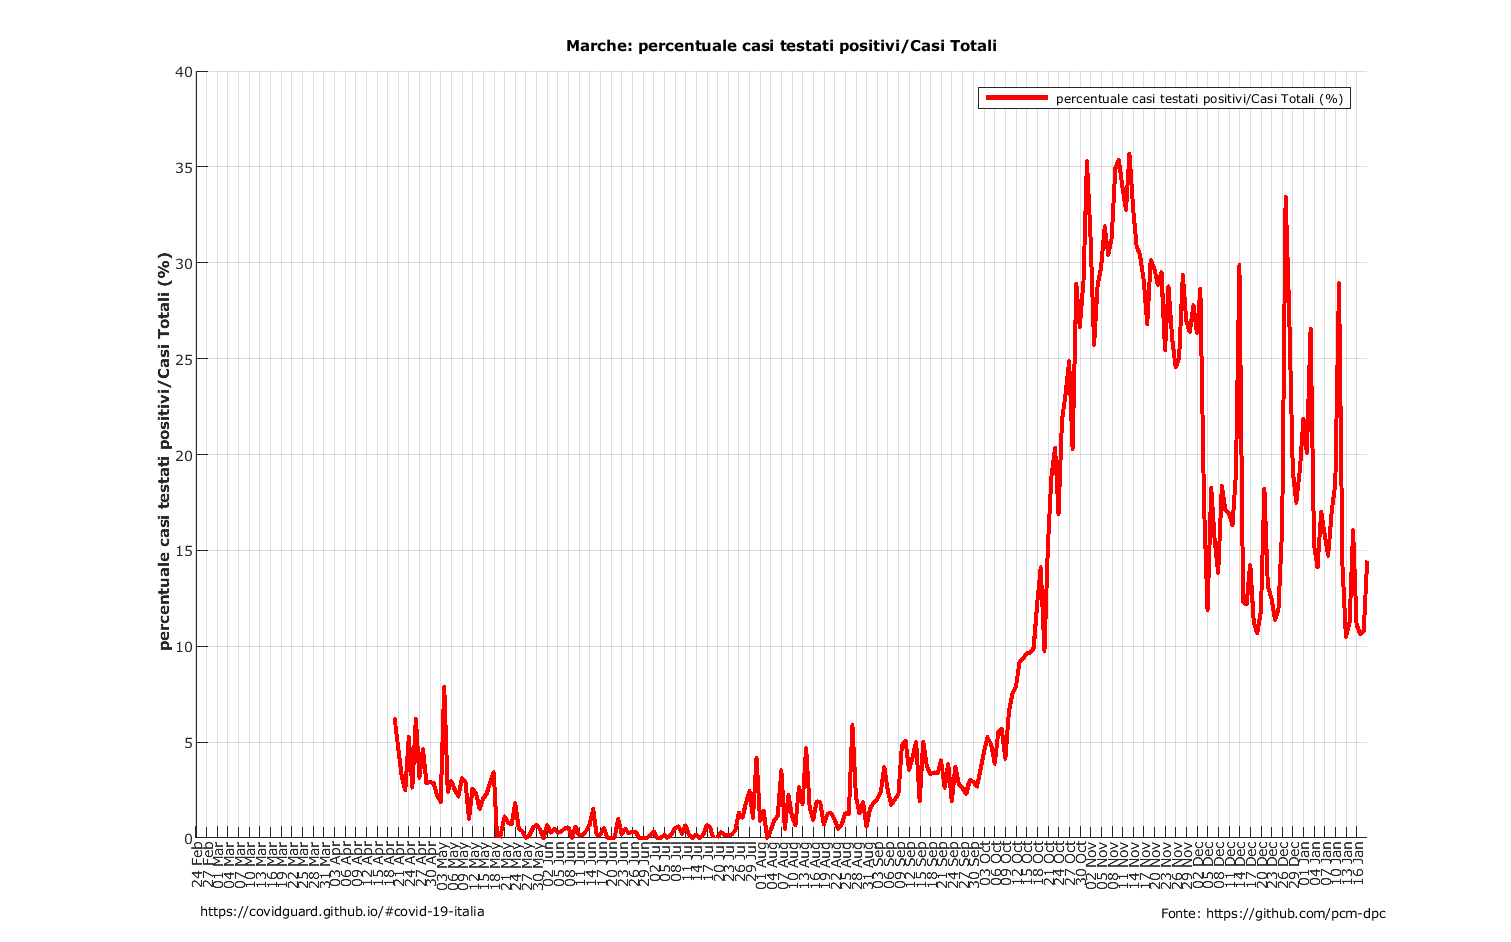 Marche: percentuale casi testati positivi/Casi Totali
percentuale casi testati positivi/Casi Totali (%)
percentuale casi testati positivi/Casi Totali (%)
40
35
30
25
20
15
10
5
0
24 Feb
27 Feb
01 Mar
04 Mar
07 Mar
10 Mar
13 Mar
16 Mar
19 Mar
22 Mar
25 Mar
28 Mar
31 Mar
03 Apr
06 Apr
09 Apr
12 Apr
15 Apr
18 Apr
21 Apr
24 Apr
27 Apr
30 Apr
03 May
06 May
09 May
12 May
15 May
18 May
21 May
24 May
27 May
30 May
02 Jun
05 Jun
08 Jun
11 Jun
14 Jun
17 Jun
20 Jun
23 Jun
26 Jun
29 Jun
02 Jul
05 Jul
08 Jul
11 Jul
14 Jul
17 Jul
20 Jul
23 Jul
26 Jul
29 Jul
01 Aug
04 Aug
07 Aug
10 Aug
13 Aug
16 Aug
19 Aug
22 Aug
25 Aug
28 Aug
31 Aug
03 Sep
06 Sep
09 Sep
12 Sep
15 Sep
18 Sep
21 Sep
24 Sep
27 Sep
30 Sep
03 Oct
06 Oct
09 Oct
12 Oct
15 Oct
18 Oct
21 Oct
24 Oct
27 Oct
30 Oct
02 Nov
05 Nov
08 Nov
11 Nov
14 Nov
17 Nov
20 Nov
23 Nov
26 Nov
29 Nov
02 Dec
05 Dec
08 Dec
11 Dec
14 Dec
17 Dec
20 Dec
23 Dec
26 Dec
29 Dec
01 Jan
04 Jan
07 Jan
10 Jan
13 Jan
16 Jan
https://covidguard.github.io/#covid-19-italia
Fonte: https://github.com/pcm-dpc